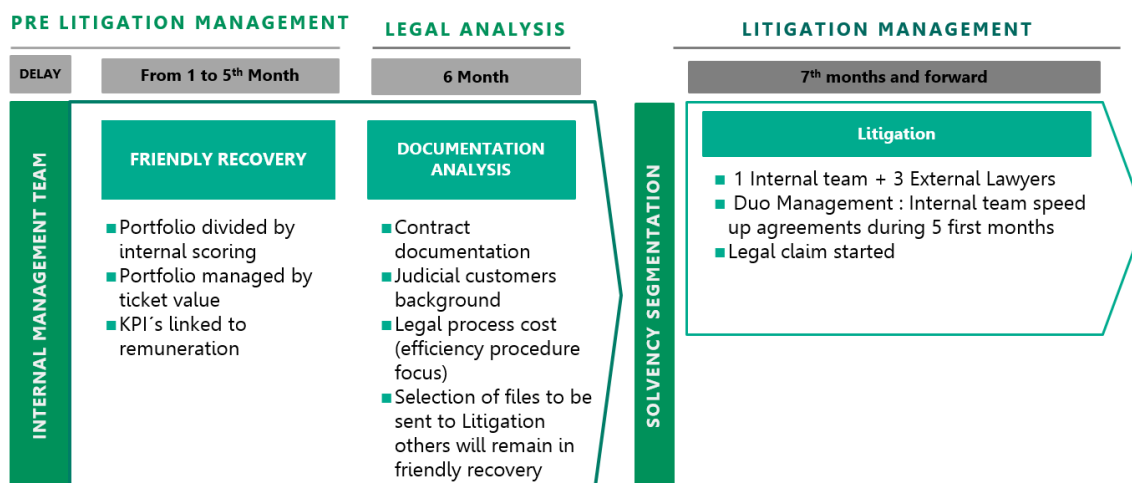 PRE LITIGATION MANAGEMENT
LEGAL ANALYSIS
LITIGATION MANAGEMENT
DELAY
From 1 to 5th Month
6 Month
7th months and forward
INTERNAL MANAGEMENT TEAM
FRIENDLY RECOVERY
■ Portfolio divided by
internal scoring
■ Portfolio managed by
ticket value
■ KPI´s linked to
remuneration
DOCUMENTATION
ANALYSIS
■ Contract
documentation
■ Judicial customers
background
■ Legal process cost
(efficiency procedure
focus)
■ Selection of files to be
sent to Litigation
others will remain in
friendly recovery
SOLVENCY SEGMENTATION
Litigation
■ 1 Internal team + 3 External Lawyers
■ Duo Management : Internal team speed
up agreements during 5 first months
■ Legal claim started